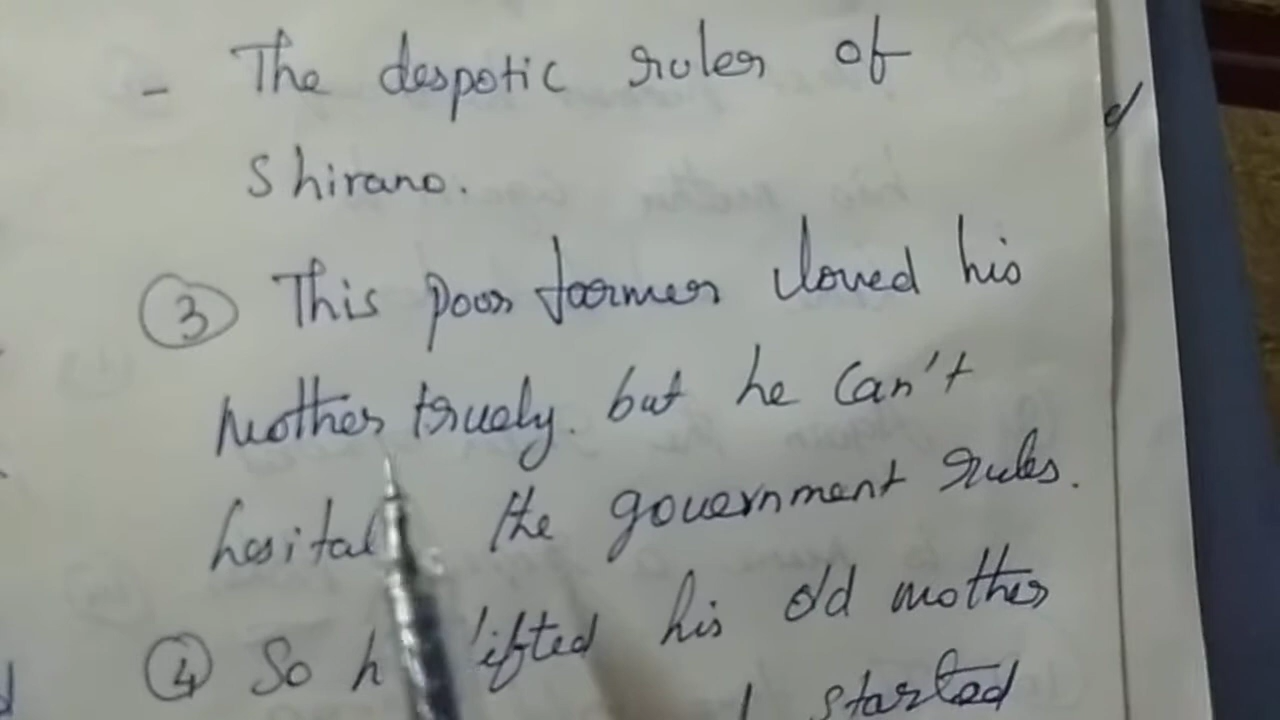 - The despotic ruler of
Shirano.
③ This poor farmer loved his
Mother truely. but he can't
hesitat the government rules.
④ So h lifted his old mother
started